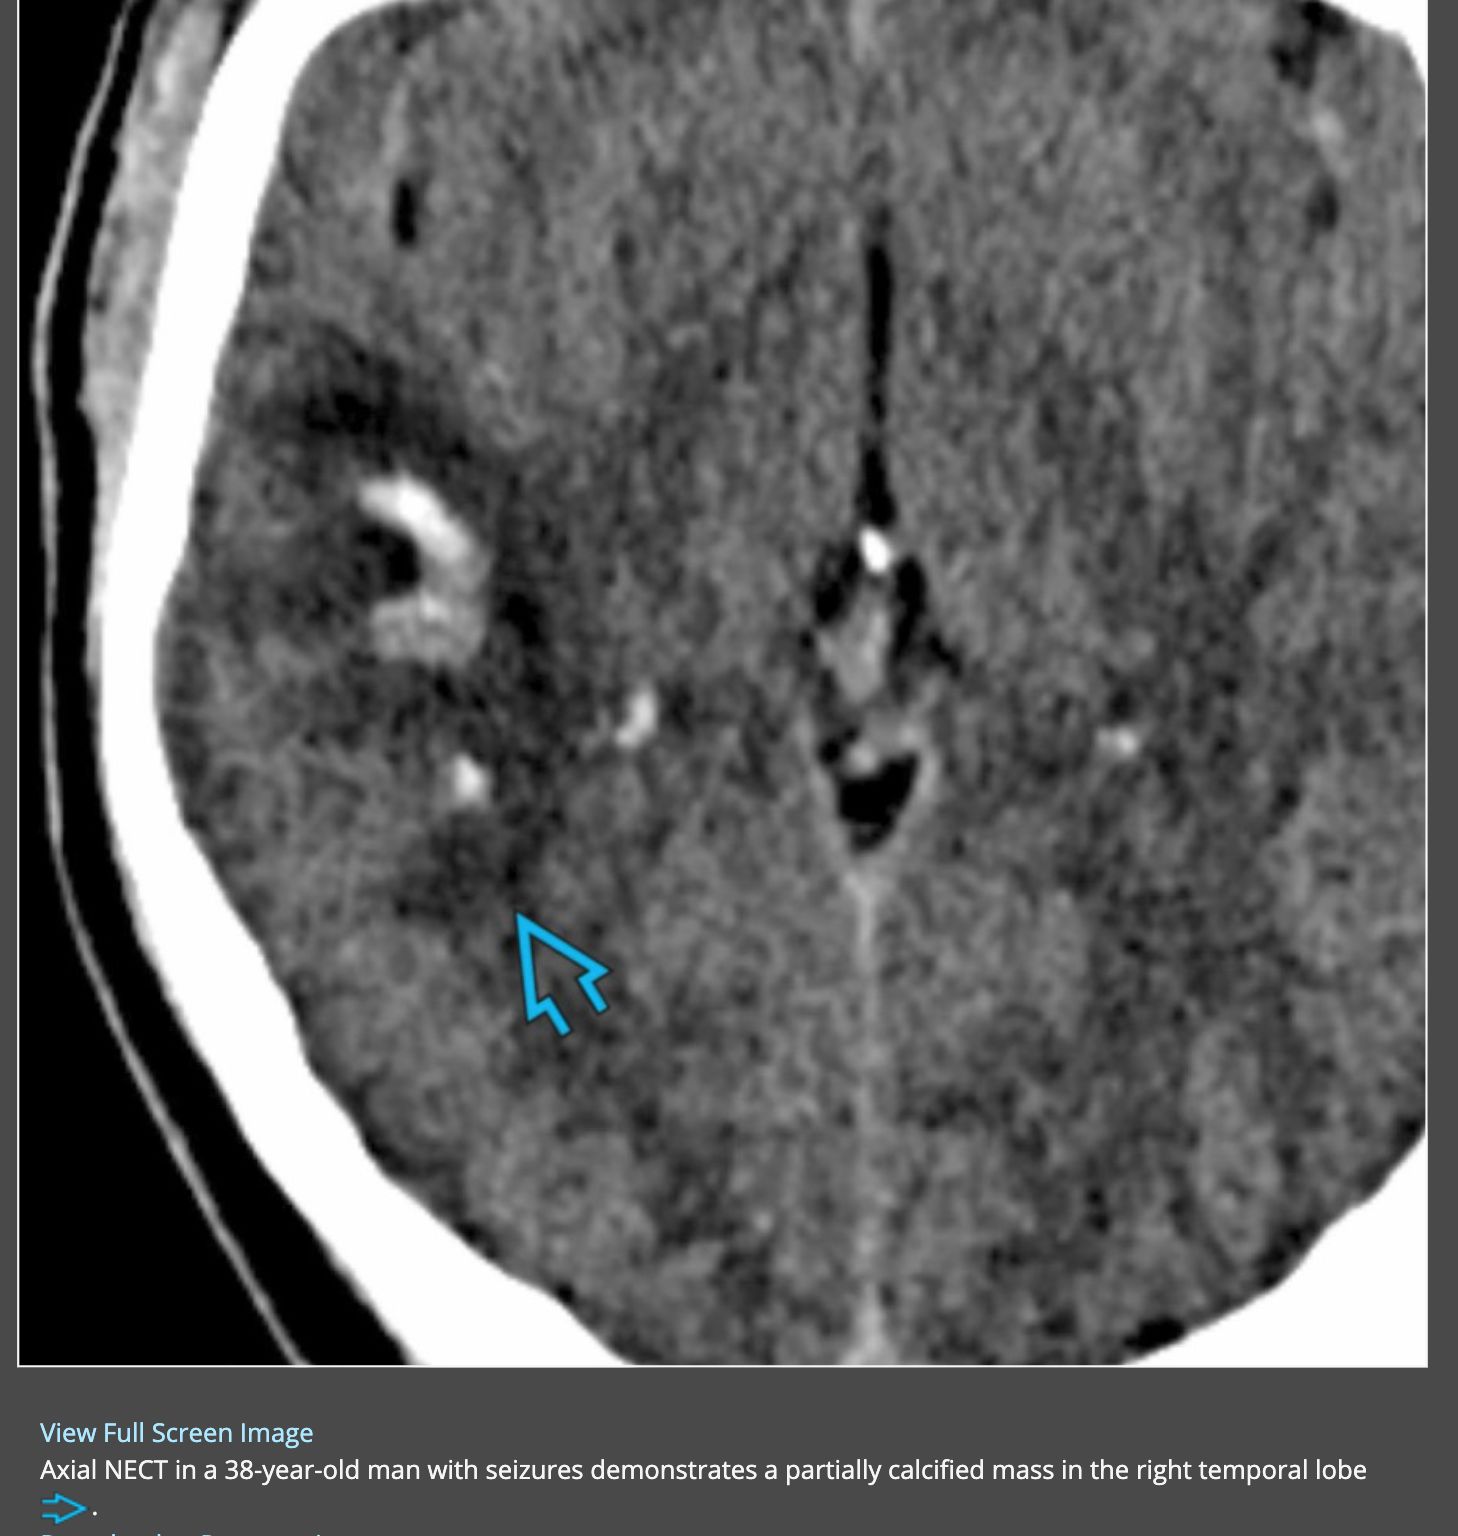 View Full Screen Image
Axial NECT in a 38-year-old man with seizures demonstrates a partially calcified mass in the right temporal lobe
.